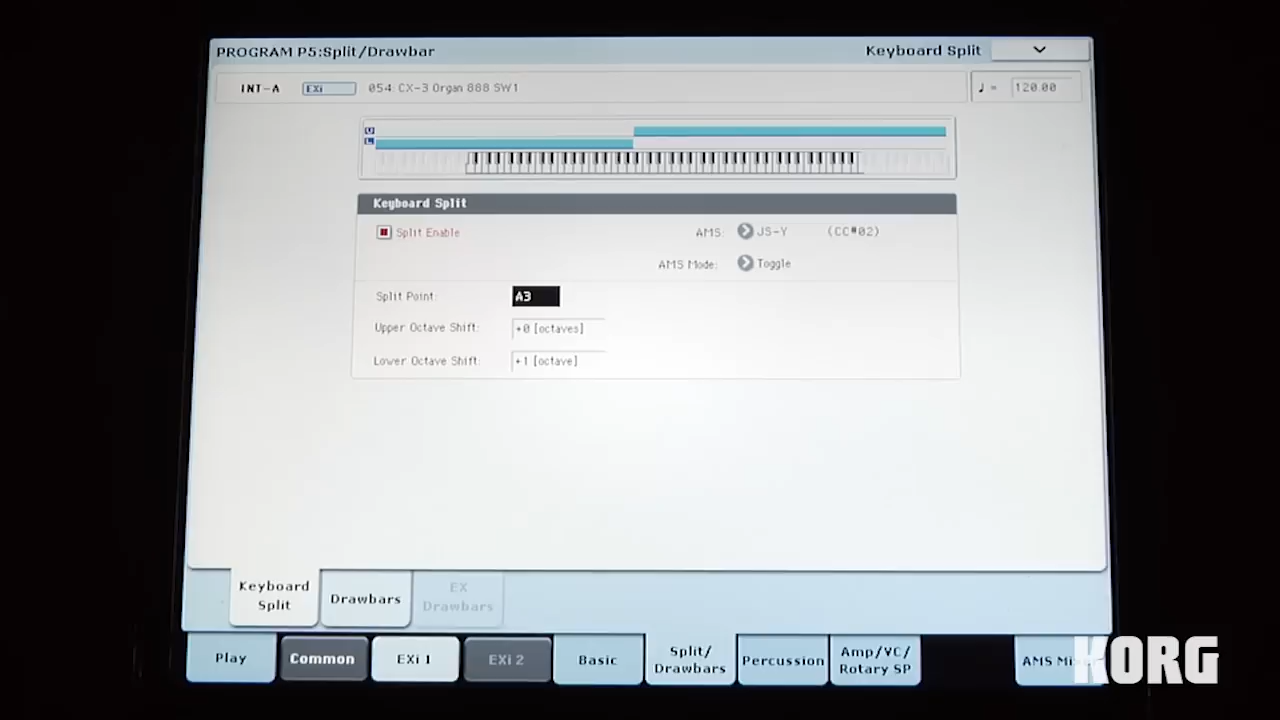 PROGRAM P5:Split/Drawbar
Keyboard Split
INT-A
EXi
054: CX-3 Organ 888 SW1
♩ = 120.00
U
L
Keyboard Split
Split Enable
AMS: JS-Y (CC#02)
AMS Mode: Toggle
Split Point: A3
Upper Octave Shift: +0 [octaves]
Lower Octave Shift: +1 [octave]
Keyboard Split
Drawbars
EX Drawbars
Play
Common
EXi 1
EXi 2
Basic
Split/ Drawbars
Percussion
Amp/VC/ Rotary SP
AMS
KORG